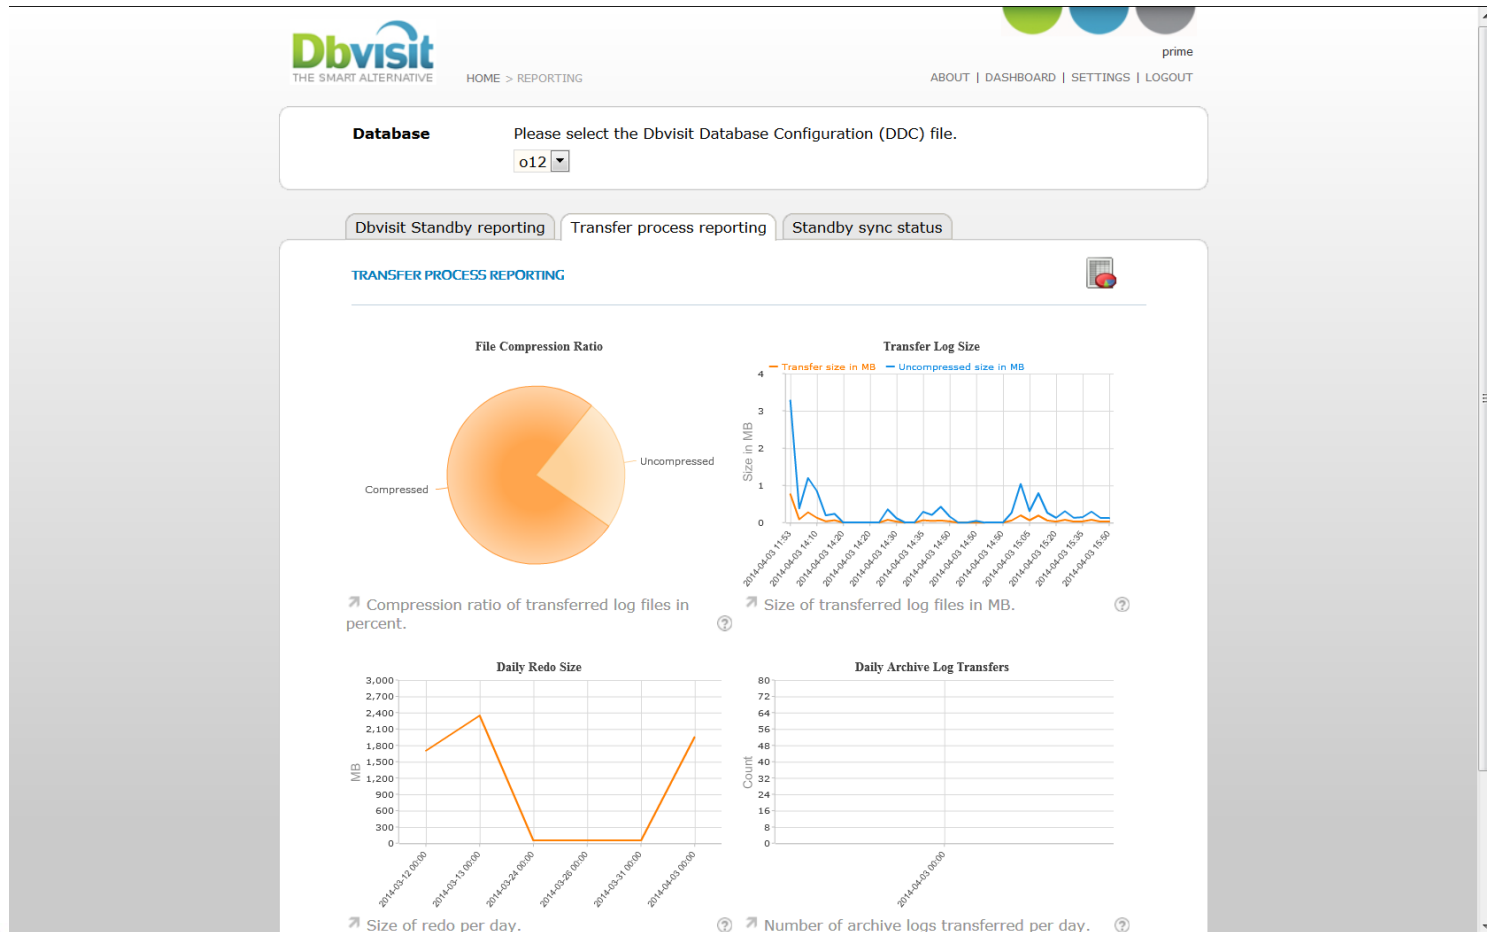 Dbvisit
THE SMART ALTERNATIVE
HOME > REPORTING
prime
ABOUT | DASHBOARD | SETTINGS | LOGOUT
Database
Please select the Dbvisit Database Configuration (DDC) file.
o12
Dbvisit Standby reporting
Transfer process reporting
Standby sync status
TRANSFER PROCESS REPORTING
File Compression Ratio
Uncompressed
Compressed
Compression ratio of transferred log files in
percent.
Transfer Log Size
Transfer size in MB
Uncompressed size in MB
Size in MB
4
3
2
1
0
2014-04-03 11:53
2014-04-03 14:10
2014-04-03 14:20
2014-04-03 14:20
2014-04-03 14:30
2014-04-03 14:35
2014-04-03 14:50
2014-04-03 14:50
2014-04-03 14:50
2014-04-03 15:05
2014-04-03 15:20
2014-04-03 15:35
2014-04-03 15:50
Size of transferred log files in MB.
Daily Redo Size
MB
3,000
2,700
2,400
2,100
1,800
1,500
1,200
900
600
300
0
2014-03-12 00:00
2014-03-13 00:00
2014-03-24 00:00
2014-03-26 00:00
2014-03-31 00:00
2014-04-03 00:00
Size of redo per day.
Daily Archive Log Transfers
Count
80
72
64
56
48
40
32
24
16
8
0
2014-04-03 00:00
Number of archive logs transferred per day.